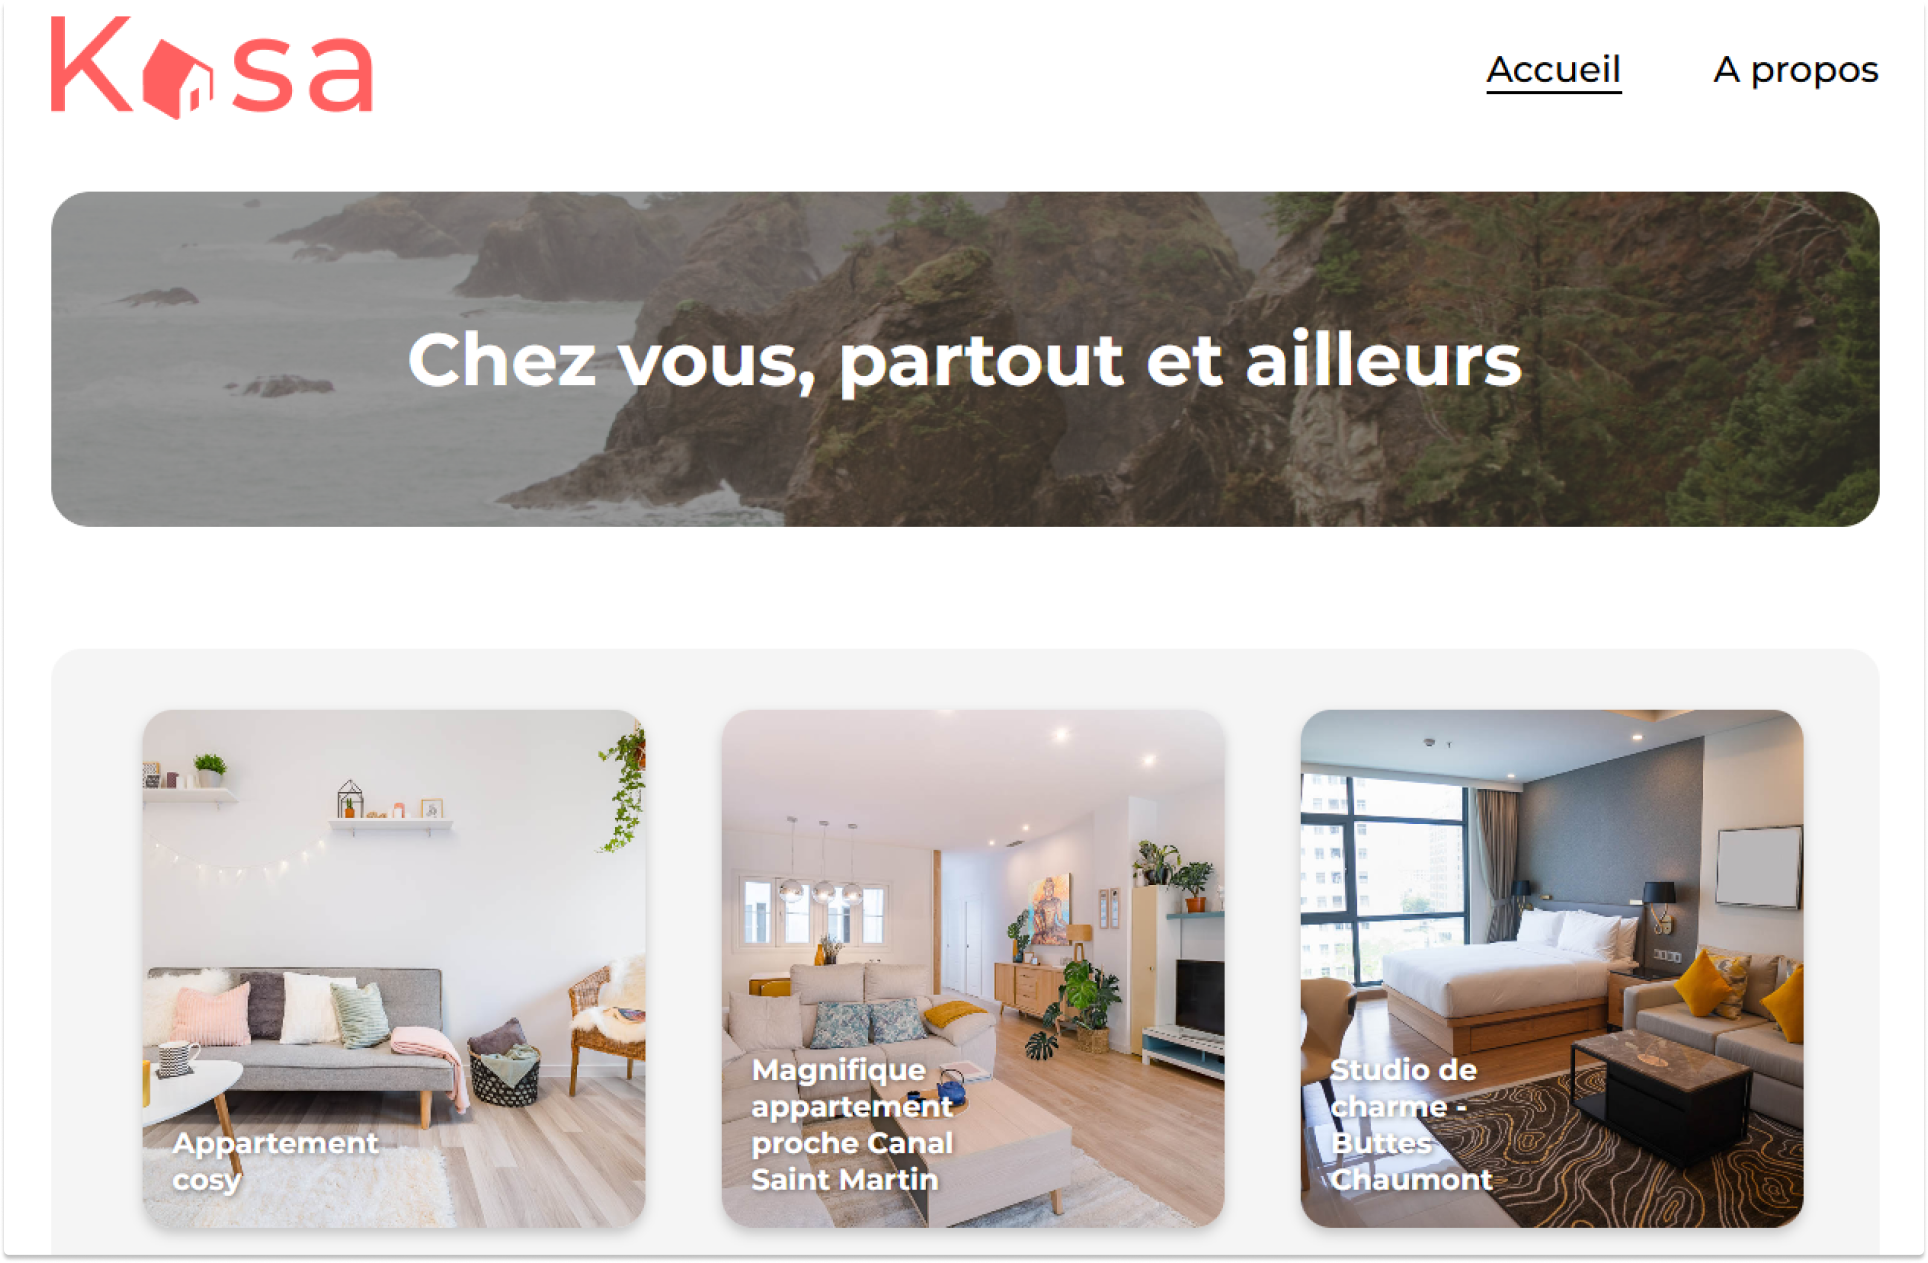 Kasa
Accueil
A propos
Chez vous, partout et ailleurs
Appartement
cosy
Magnifique
appartement
proche Canal
Saint Martin
Studio de
charme -
Buttes
Chaumont